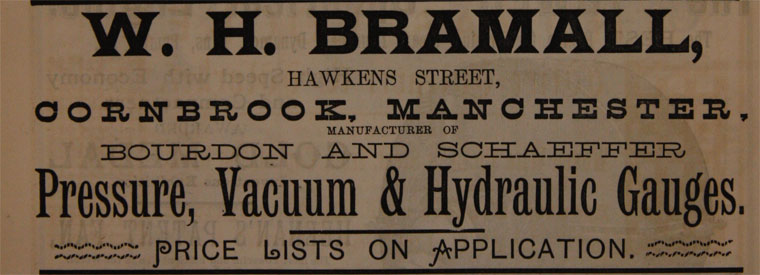 W. H. BRAMALL,
HAWKENS STREET,
CORNBROOK, MANCHESTER,
MANUFACTURER OF
BOURDON AND SCHAEFFER
Pressure, Vacuum & Hydraulic Gauges.
PRICE LISTS ON APPLICATION.